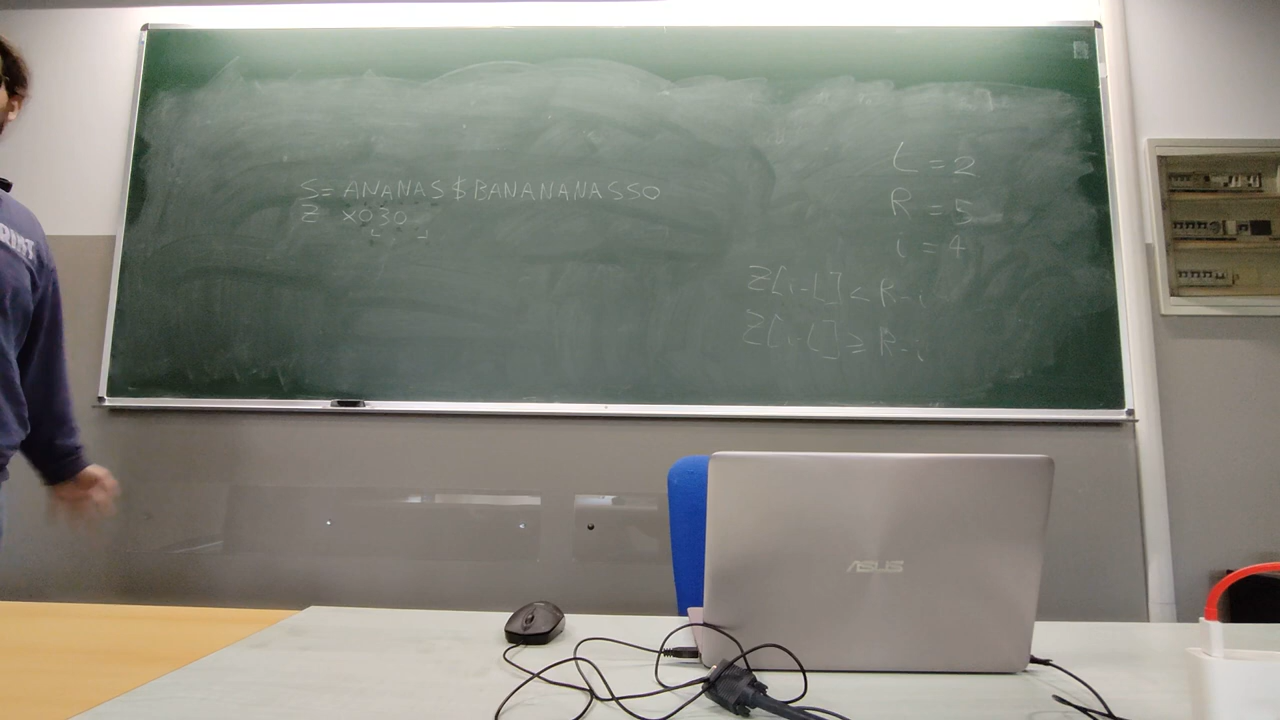 S= ANANAS$BANANANASSO
Z X030
L R
L = 2
R = 5
i = 4
Z[i-L] < R-i
Z[i-L] ≥ R-i
ASUS